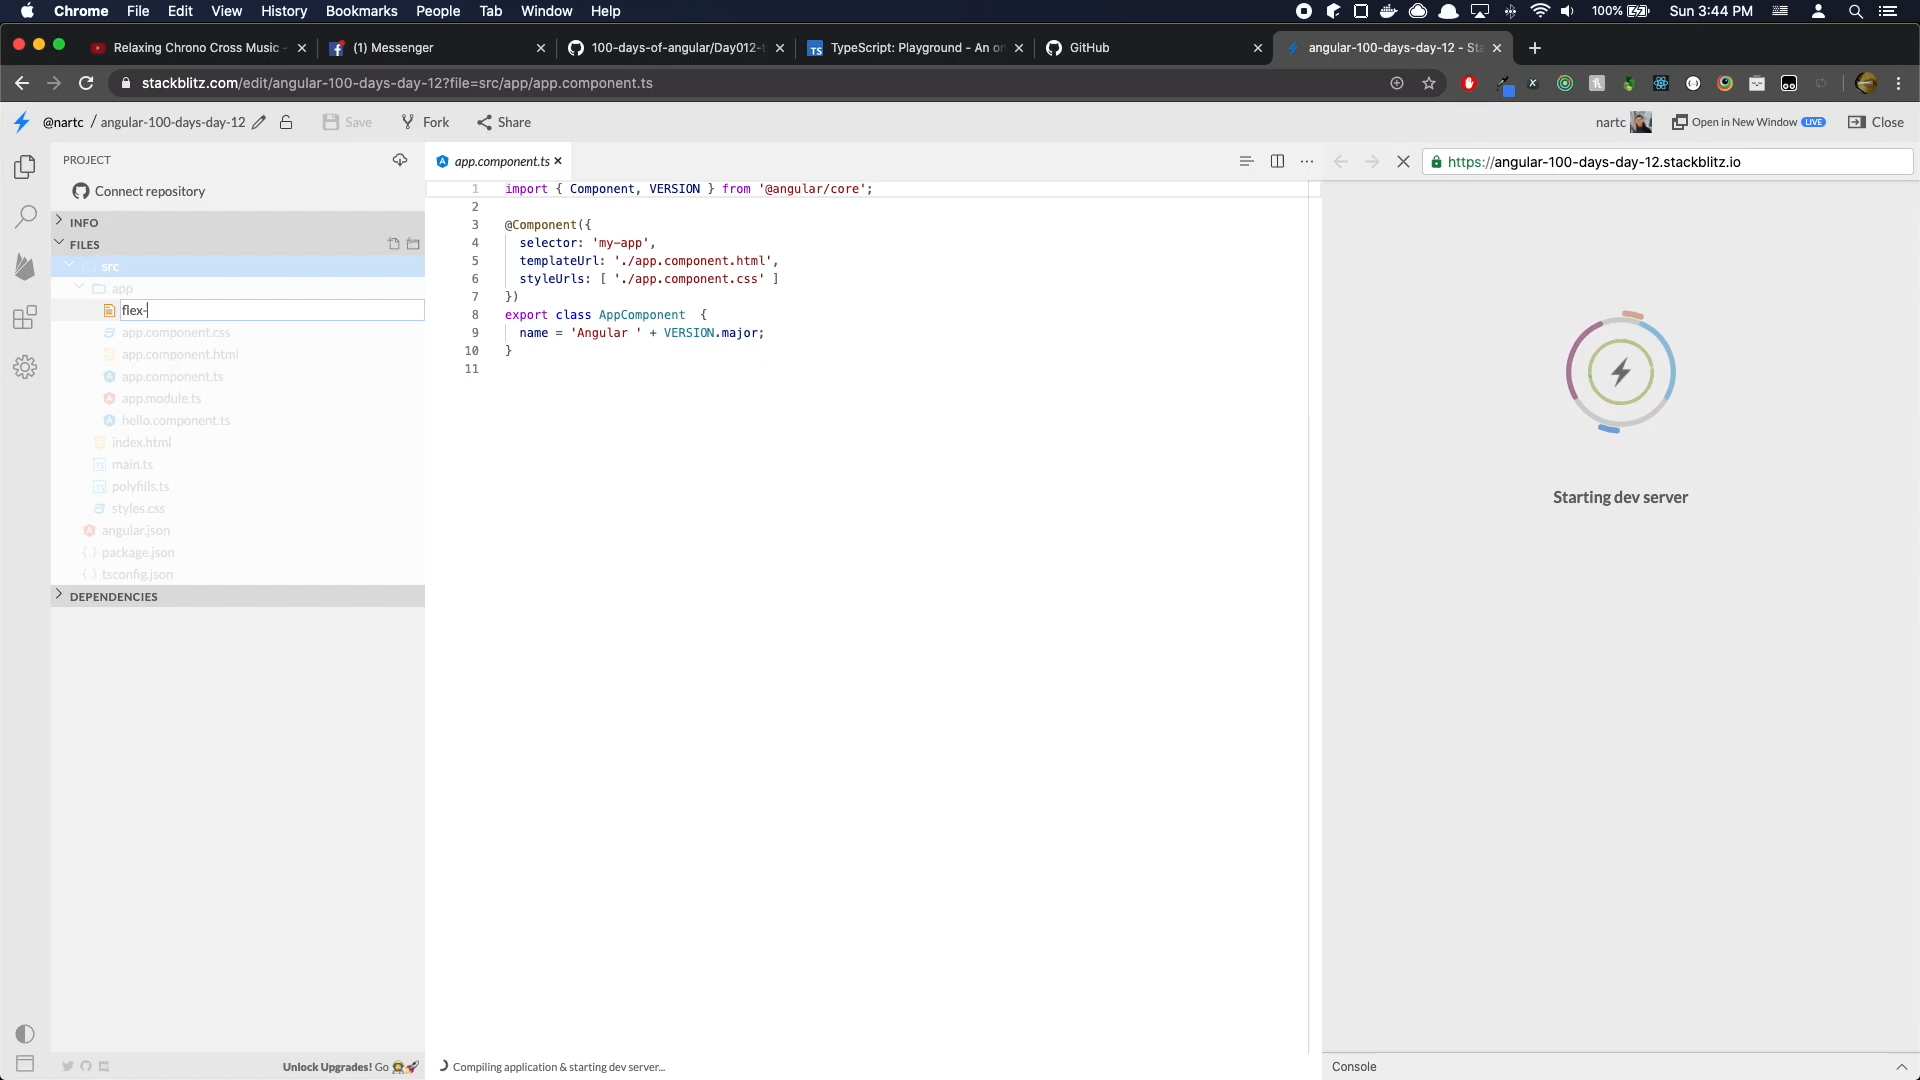 Chrome File Edit View History Bookmarks People Tab Window Help 100% Sun 3:44 PM
Relaxing Chrono Cross Music - (1) Messenger 100-days-of-angular/Day012-t TypeScript: Playground - An on GitHub angular-100-days-day-12 - Sta
stackblitz.com/edit/angular-100-days-day-12?file=src/app/app.component.ts
@nartc / angular-100-days-day-12 Save Fork Share nartc Open in New Window LIVE Close
PROJECT
app.component.ts
https://angular-100-days-day-12.stackblitz.io
Connect repository
INFO
FILES
src
app
flex-
app.component.css
app.component.html
app.component.ts
app.module.ts
hello.component.ts
index.html
main.ts
polyfills.ts
styles.css
angular.json
package.json
tsconfig.json
DEPENDENCIES
1 import { Component, VERSION } from '@angular/core';
2
3 @Component({
4 selector: 'my-app',
5 templateUrl: './app.component.html',
6 styleUrls: [ './app.component.css' ]
7 })
8 export class AppComponent {
9 name = 'Angular ' + VERSION.major;
10 }
11
Starting dev server
Unlock Upgrades! Go
Compiling application & starting dev server...
Console